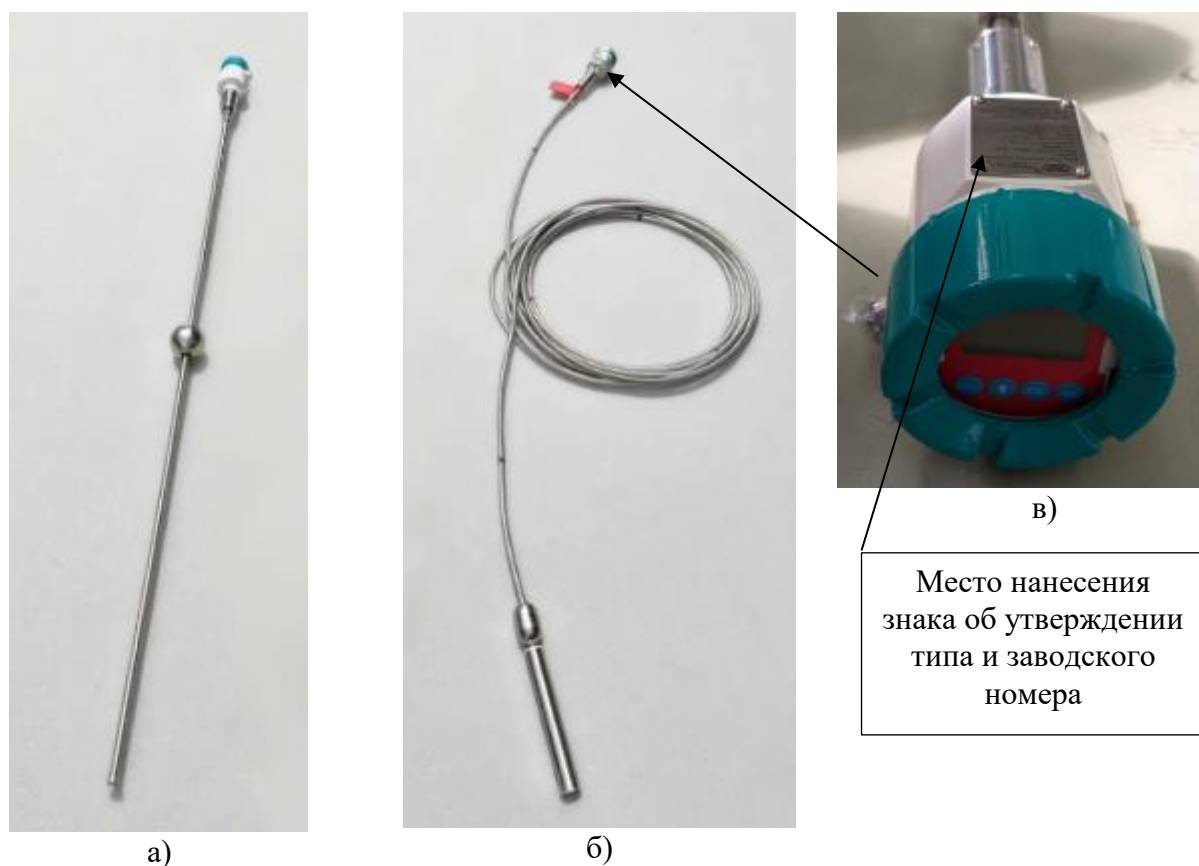 в)
Место нанесения
знака об утверждении
типа и заводского
номера
а)
б)